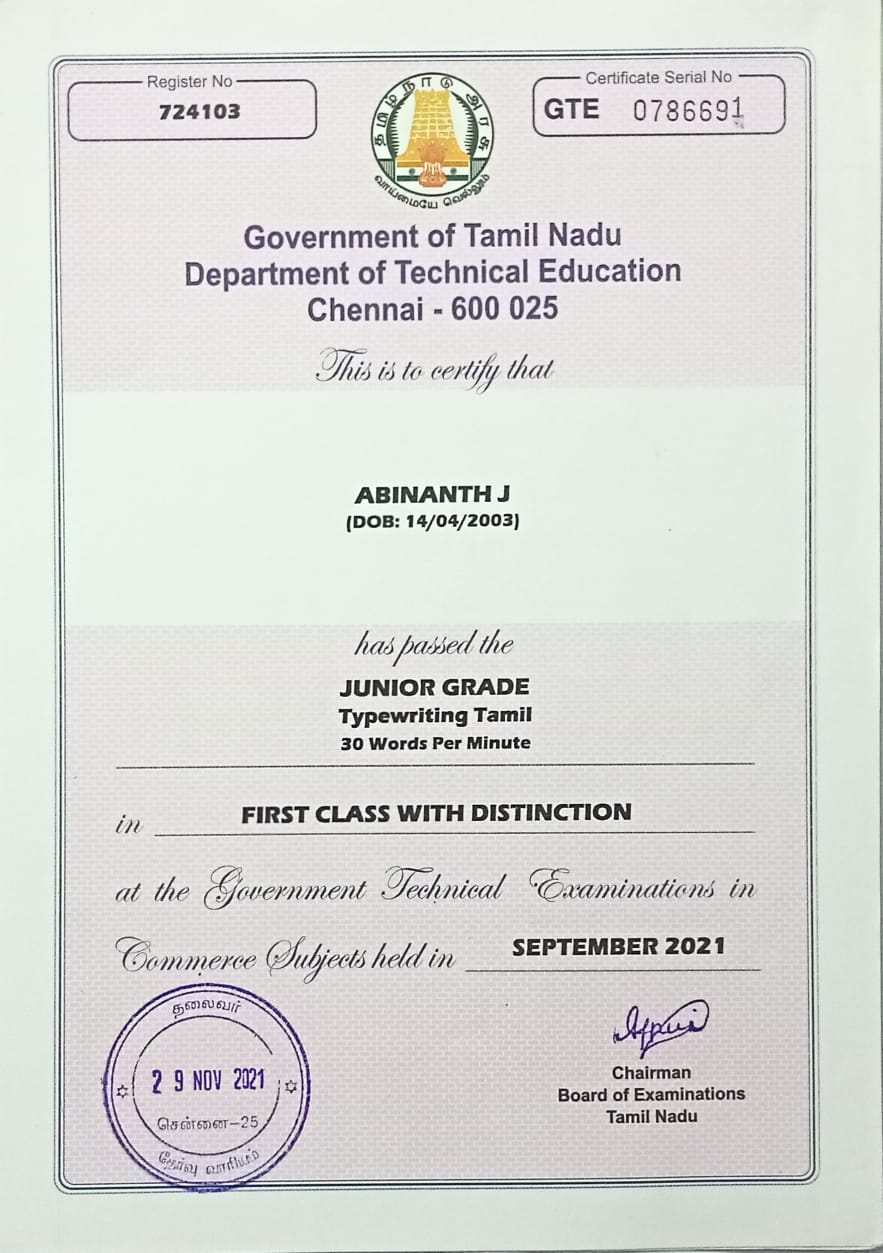 Register No
724103
தமிழ்நாடு அரசு
வாய்மையே வெல்லும்
Certificate Serial No
GTE 0786691
Government of Tamil Nadu
Department of Technical Education
Chennai - 600 025
This is to certify that
ABINANTH J
(DOB: 14/04/2003)
has passed the
JUNIOR GRADE
Typewriting Tamil
30 Words Per Minute
in FIRST CLASS WITH DISTINCTION
at the Government Technical Examinations in
Commerce Subjects held in SEPTEMBER 2021
தலைவர்
29 NOV 2021
சென்னை-25
தேர்வு வாரியம்
Chairman
Board of Examinations
Tamil Nadu